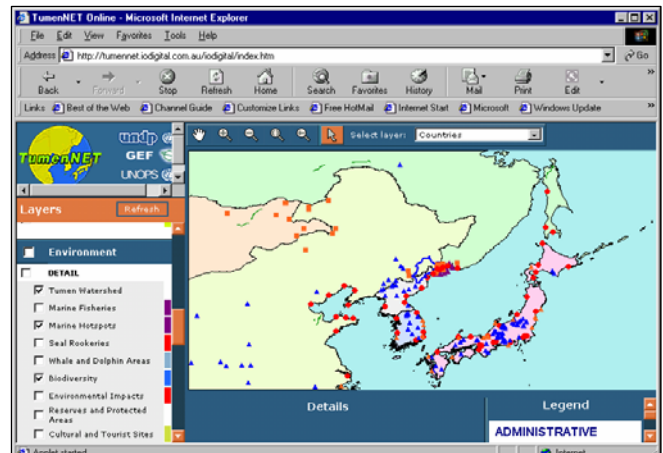 TumenNET Online - Microsoft Internet Explorer
File Edit View Favorites Tools Help
Address http://tumennet.iodigital.com.au/iodigital/index.htm Go
Back Forward Stop Refresh Home Search Favorites History Mail Print Edit
Links Best of the Web Channel Guide Customize Links Free HotMail Internet Start Microsoft Windows Update
TumenNET
undp
GEF
UNOPS
Select layer: Countries
Layers Refresh
Environment
DETAIL
Tumen Watershed
Marine Fisheries
Marine Hotspots
Seal Rookeries
Whale and Dolphin Areas
Biodiversity
Environmental Impacts
Reserves and Protected
Areas
Cultural and Tourist Sites
Details
Legend
ADMINISTRATIVE
Applet started
Internet